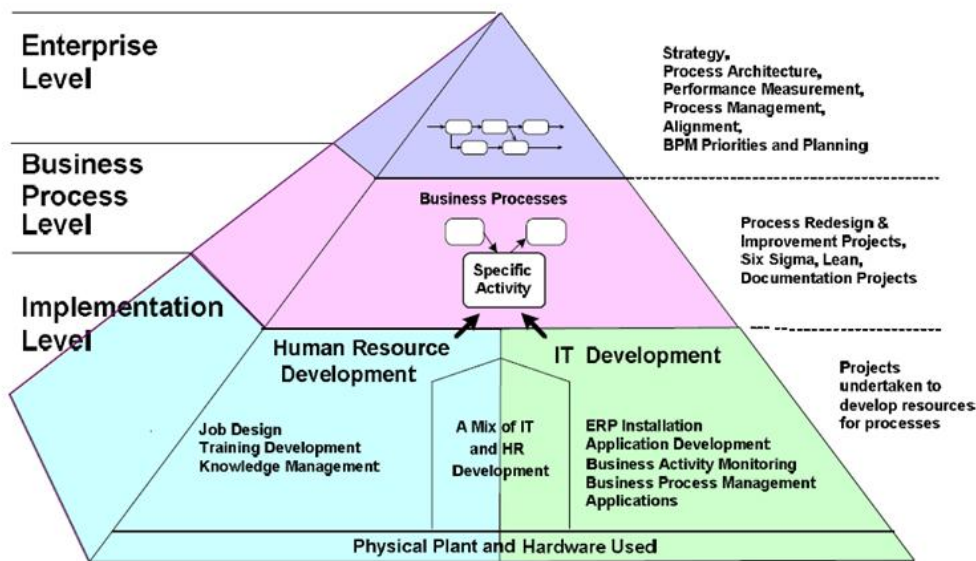 Enterprise
Level
Strategy,
Process Architecture,
Performance Measurement,
Process Management,
Alignment,
BPM Priorities and Planning
Business
Process
Level
Business Processes
Specific
Activity
Process Redesign &
Improvement Projects,
Six Sigma, Lean,
Documentation Projects
Implementation
Level
Human Resource
Development
IT Development
Projects
undertaken to
develop resources
for processes
Job Design
Training Development
Knowledge Management
A Mix of IT
and HR
Development
ERP Installation
Application Development
Business Activity Monitoring
Business Process Management
Applications
Physical Plant and Hardware Used